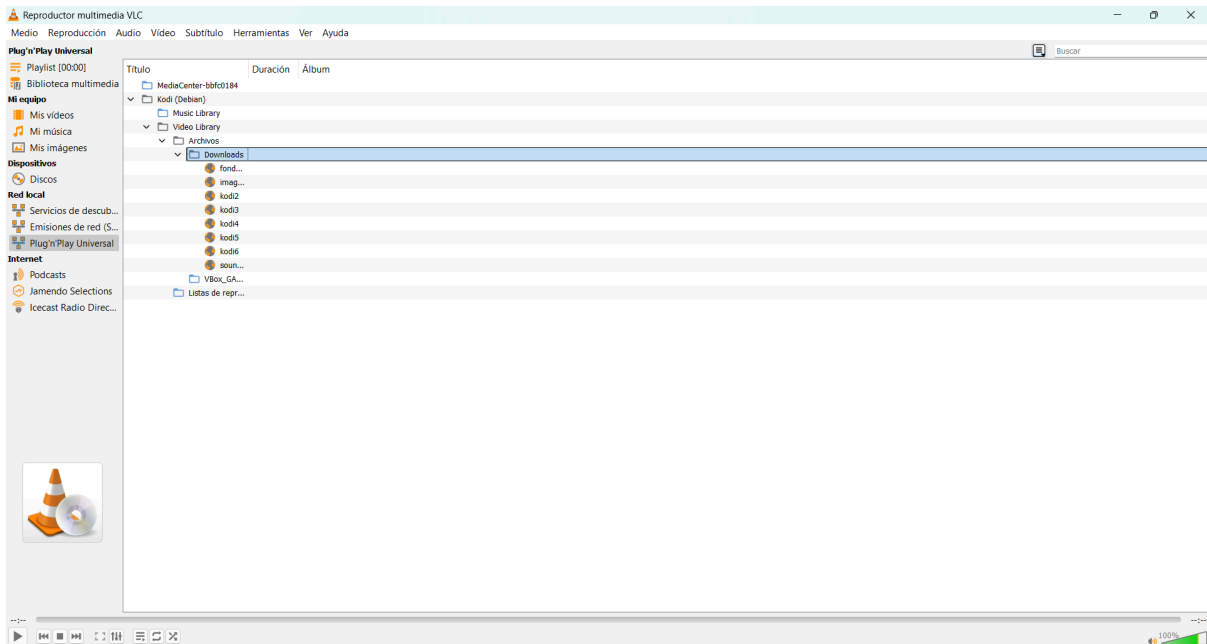 Reproductor multimedia VLC
Medio Reproducción Audio Vídeo Subtítulo Herramientas Ver Ayuda
Plug'n'Play Universal
Buscar
Playlist [00:00]
Biblioteca multimedia
Mi equipo
Mis vídeos
Mi música
Mis imágenes
Dispositivos
Discos
Red local
Servicios de descub...
Emisiones de red (S...
Plug'n'Play Universal
Internet
Podcasts
Jamendo Selections
Icecast Radio Direc...
Título Duración Álbum
MediaCenter-bbfc0184
Kodi (Debian)
Music Library
Video Library
Archivos
Downloads
fond...
imag...
kodi2
kodi3
kodi4
kodi5
kodi6
soun...
VBox_GA...
Listas de repr...
--:-- --:--
100%